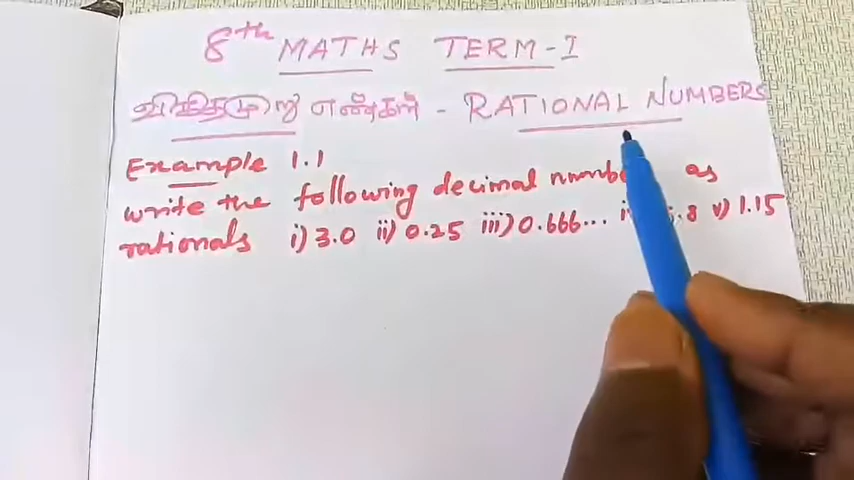 8th MATHS TERM-I
விகிதமுறு எண்கள் - RATIONAL NUMBERS
Example 1.1
write the following decimal as
rationals i) 3.0 ii) 0.25 iii) 0.666... v) 1.15